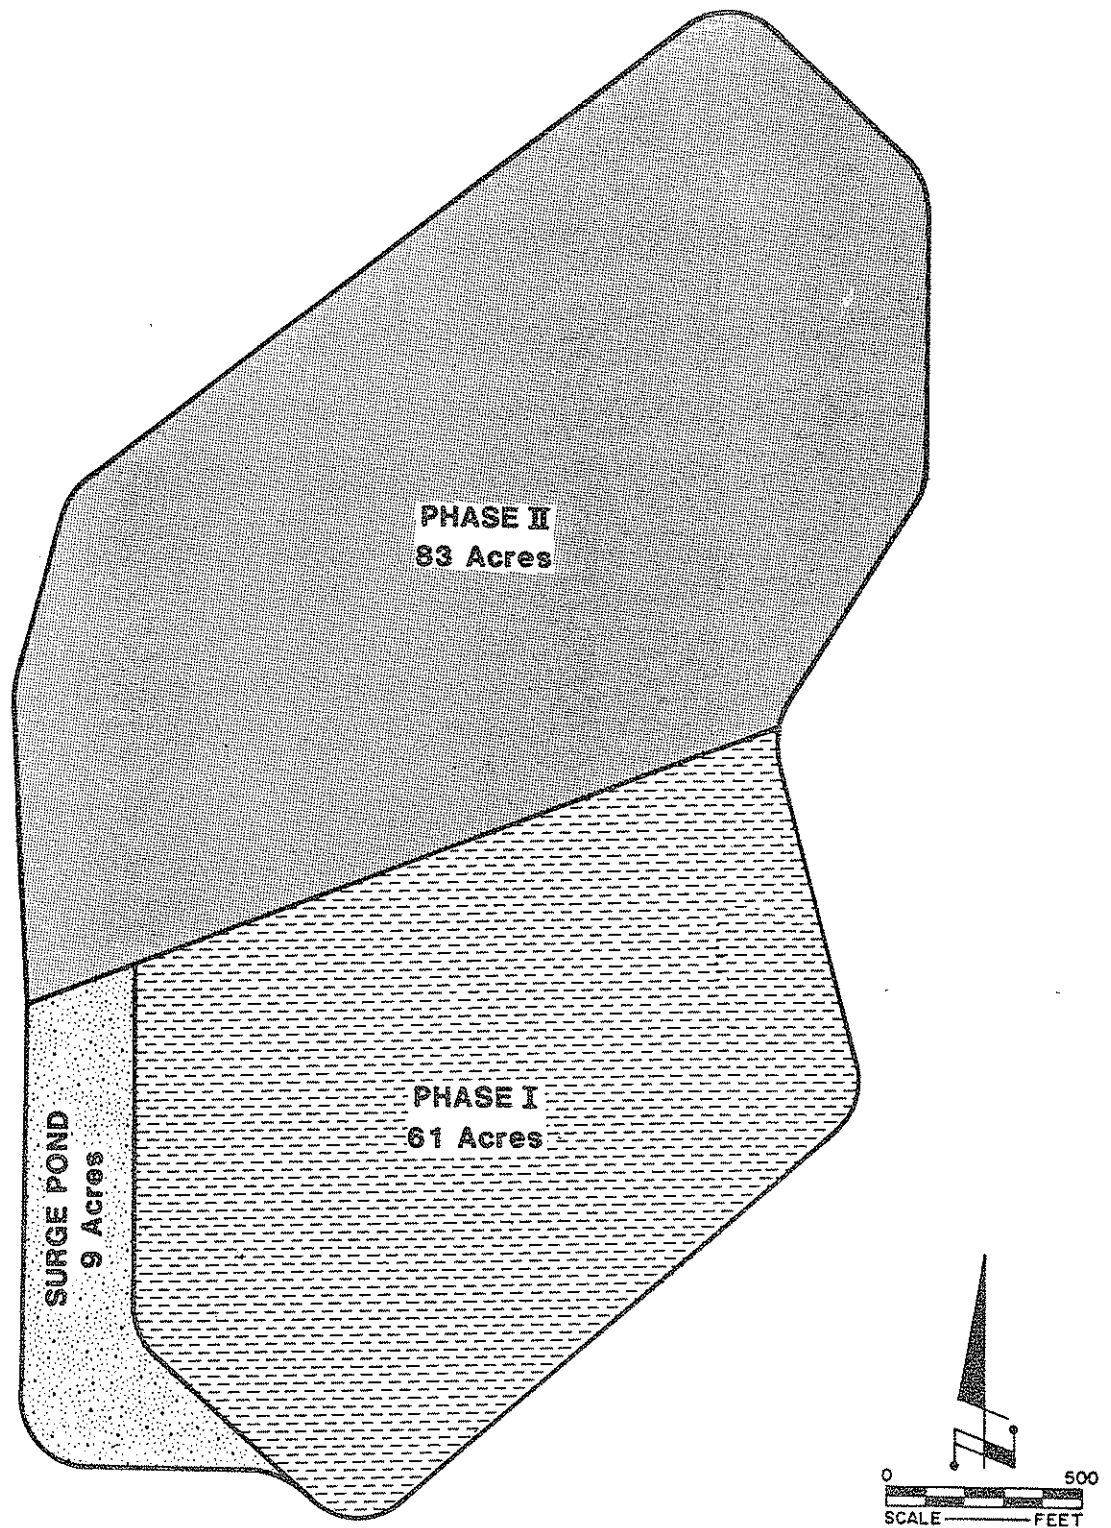 PHASE II
83 Acres
PHASE I
61 Acres
SURGE POND
9 Acres
N
0 500
SCALE FEET